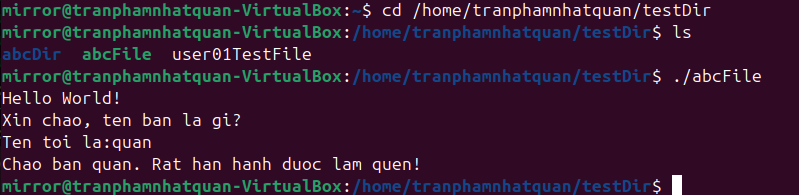 mirror@tranphamnhatquan-VirtualBox:~$ cd /home/tranphamnhatquan/testDir
mirror@tranphamnhatquan-VirtualBox:/home/tranphamnhatquan/testDir$ ls
abcDir  abcFile  user01TestFile
mirror@tranphamnhatquan-VirtualBox:/home/tranphamnhatquan/testDir$ ./abcFile
Hello World!
Xin chao, ten ban la gi?
Ten toi la:quan
Chao ban quan. Rat han hanh duoc lam quen!
mirror@tranphamnhatquan-VirtualBox:/home/tranphamnhatquan/testDir$